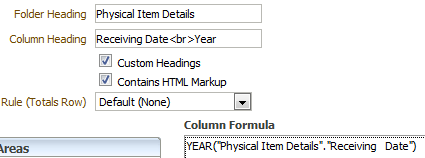 Folder Heading Physical Item Details
Column Heading Receiving Date<br>Year
Custom Headings
Contains HTML Markup
Rule (Totals Row) Default (None)
Column Formula
Areas
YEAR("Physical Item Details"."Receiving   Date")